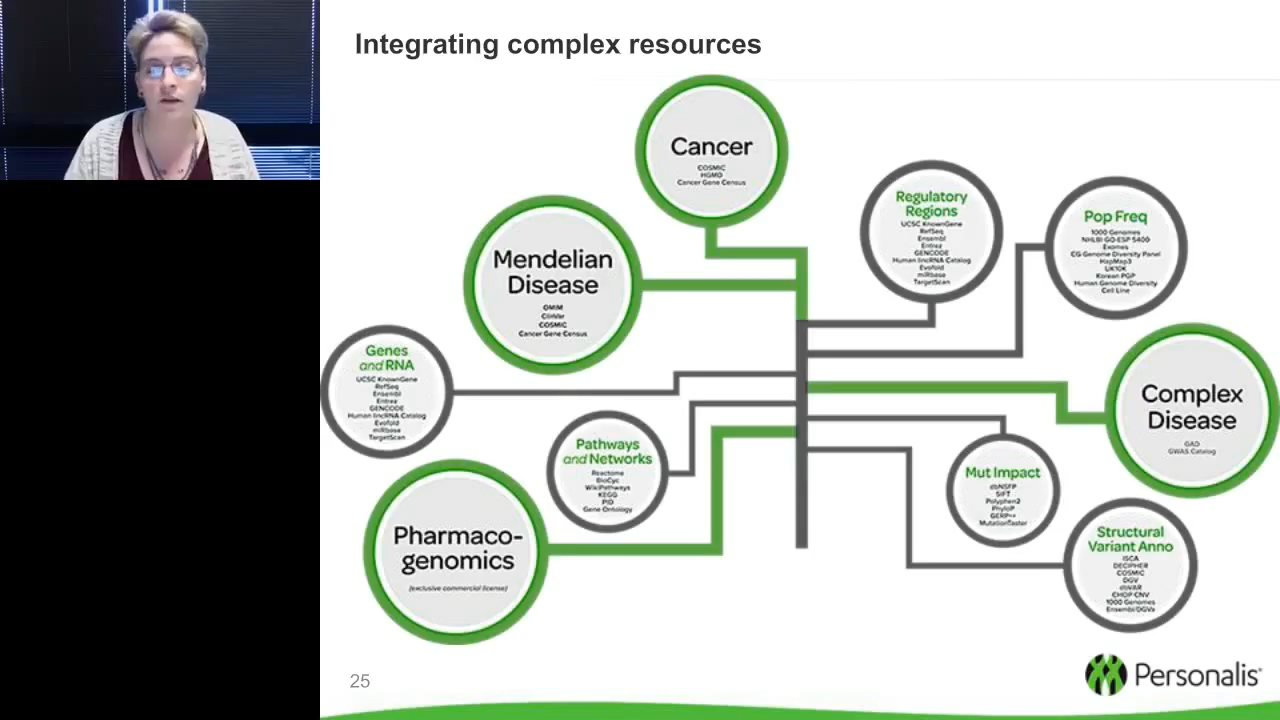 Integrating complex resources
Cancer
COSMIC
HGMD
Cancer Gene Census
Mendelian
Disease
OMIM
ClinVar
COSMIC
Cancer Gene Census
Regulatory
Regions
UCSC KnownGene
RefSeq
Ensembl
Entrez
GENCODE
Human lincRNA Catalog
Evofold
miRbase
TargetScan
Pop Freq
1000 Genomes
NHLBI GO-ESP 5400
Exomes
CG Genome Diversity Panel
HapMap3
UK10K
Korean PGP
Human Genome Diversity
Cell Line
Genes
and RNA
UCSC KnownGene
RefSeq
Ensembl
Entrez
GENCODE
Human lincRNA Catalog
Evofold
miRbase
TargetScan
Complex
Disease
GAD
GWAS Catalog
Pathways
and Networks
Reactome
BioCyc
WikiPathways
KEGG
PID
Gene Ontology
Mut Impact
dbNSFP
SIFT
Polyphen2
PhyloP
GERP++
MutationTaster
Pharmaco-
genomics
(exclusive commercial license)
Structural
Variant Anno
ISCA
DECIPHER
COSMIC
DGV
dbVAR
CHOP CNV
1000 Genomes
Ensembl/DGVa
25
Personalis